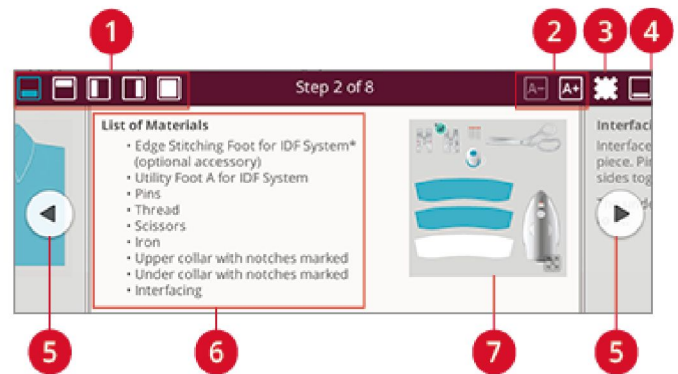 1
2
3
4
Step 2 of 8
A-
A+
List of Materials
• Edge Stitching Foot for IDF System*
(optional accessory)
• Utility Foot A for IDF System
• Pins
• Thread
• Scissors
• Iron
• Upper collar with notches marked
• Under collar with notches marked
• Interfacing
Interfaci
Interface
piece. Pi
sides tog
5
6
7
5